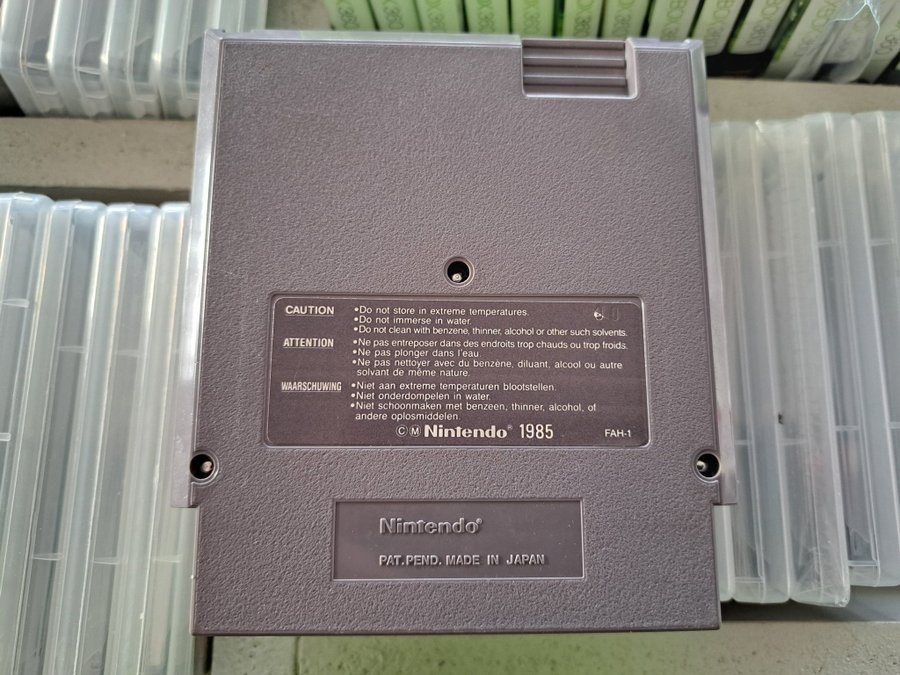 CAUTION •Do not store in extreme temperatures.
•Do not immerse in water.
•Do not clean with benzene, thinner, alcohol or other such solvents.
ATTENTION •Ne pas entreposer dans des endroits trop chauds ou trop froids.
•Ne pas plonger dans l'eau.
•Ne pas nettoyer avec du benzène, diluant, alcool ou autre
solvant de même nature.
WAARSCHUWING •Niet aan extreme temperaturen blootstellen.
•Niet onderdompelen in water.
•Niet schoonmaken met benzeen, thinner, alcohol, of
andere oplosmiddelen.
ⒸⓂ Nintendo® 1985 FAH-1
Nintendo®
PAT.PEND. MADE IN JAPAN